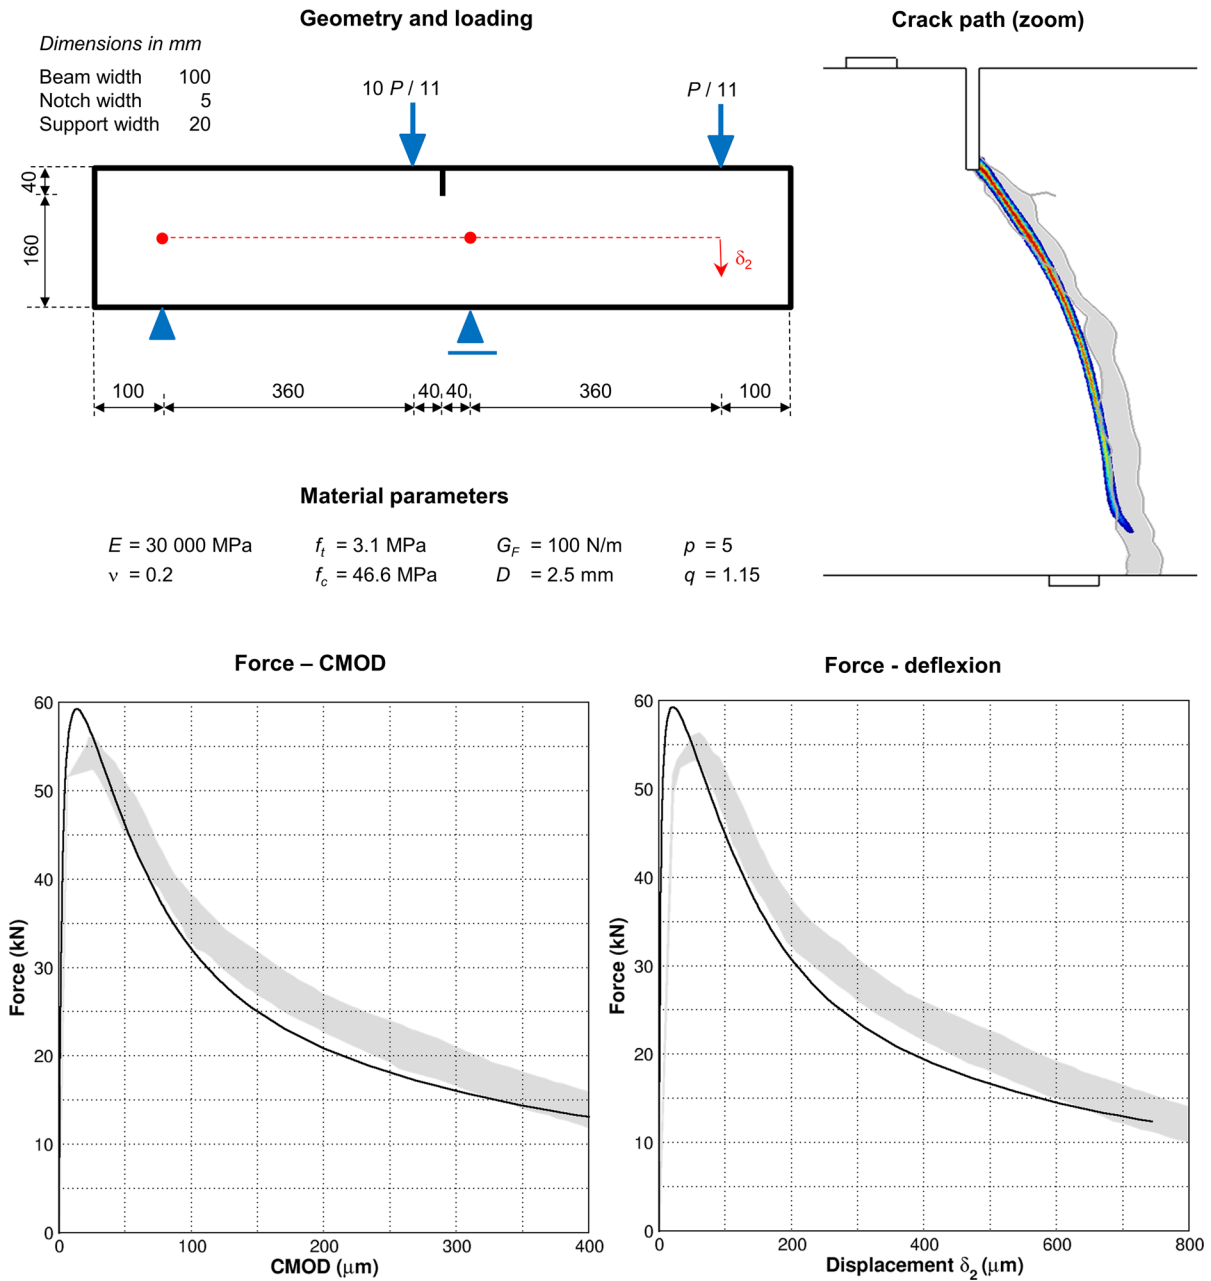 Geometry and loading
Crack path (zoom)
Dimensions in mm
Beam width 100
Notch width 5
Support width 20
10 P / 11
P / 11
40
160
δ2
100 360 40 40 360 100
Material parameters
E = 30 000 MPa ft = 3.1 MPa GF = 100 N/m p = 5
ν = 0.2 fc = 46.6 MPa D = 2.5 mm q = 1.15
Force – CMOD
Force - deflexion
60
50
40
30
20
10
0
Force (kN)
0 100 200 300 400
CMOD (μm)
60
50
40
30
20
10
0
Force (kN)
0 200 400 600 800
Displacement δ2 (μm)